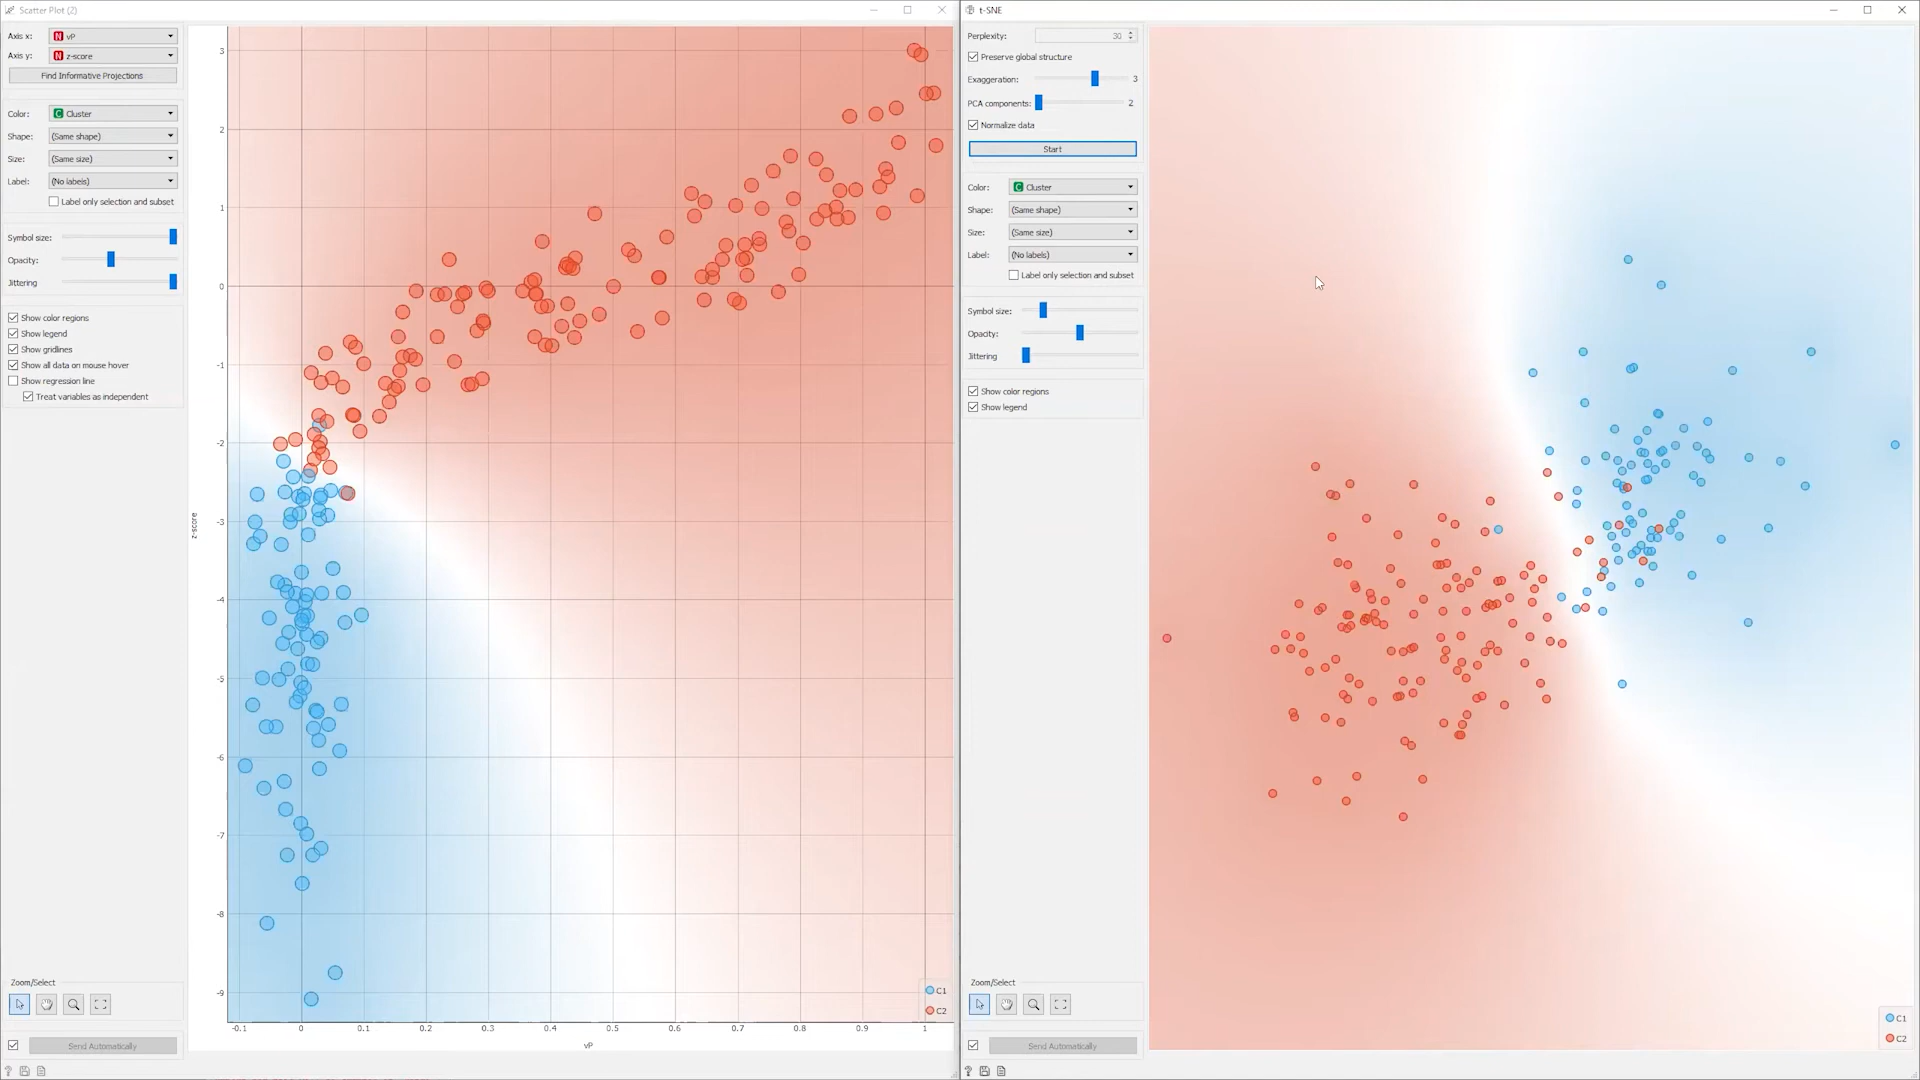 Scatter Plot (2)
Axis x: N vP
Axis y: N z-score
Find Informative Projections
Color: C Cluster
Shape: (Same shape)
Size: (Same size)
Label: (No labels)
Label only selection and subset
Symbol size:
Opacity:
Jittering
Show color regions
Show legend
Show gridlines
Show all data on mouse hover
Show regression line
Treat variables as independent
Zoom/Select
Send Automatically
?
3
2
1
0
-1
-2
-3
-4
-5
-6
-7
-8
-9
z-score
-0.1 0 0.1 0.2 0.3 0.4 0.5 0.6 0.7 0.8 0.9 1
vP
C1
C2
t-SNE
Perplexity: 30
Preserve global structure
Exaggeration: 3
PCA components: 2
Normalize data
Start
Color: C Cluster
Shape: (Same shape)
Size: (Same size)
Label: (No labels)
Label only selection and subset
Symbol size:
Opacity:
Jittering
Show color regions
Show legend
Zoom/Select
Send Automatically
?
C1
C2